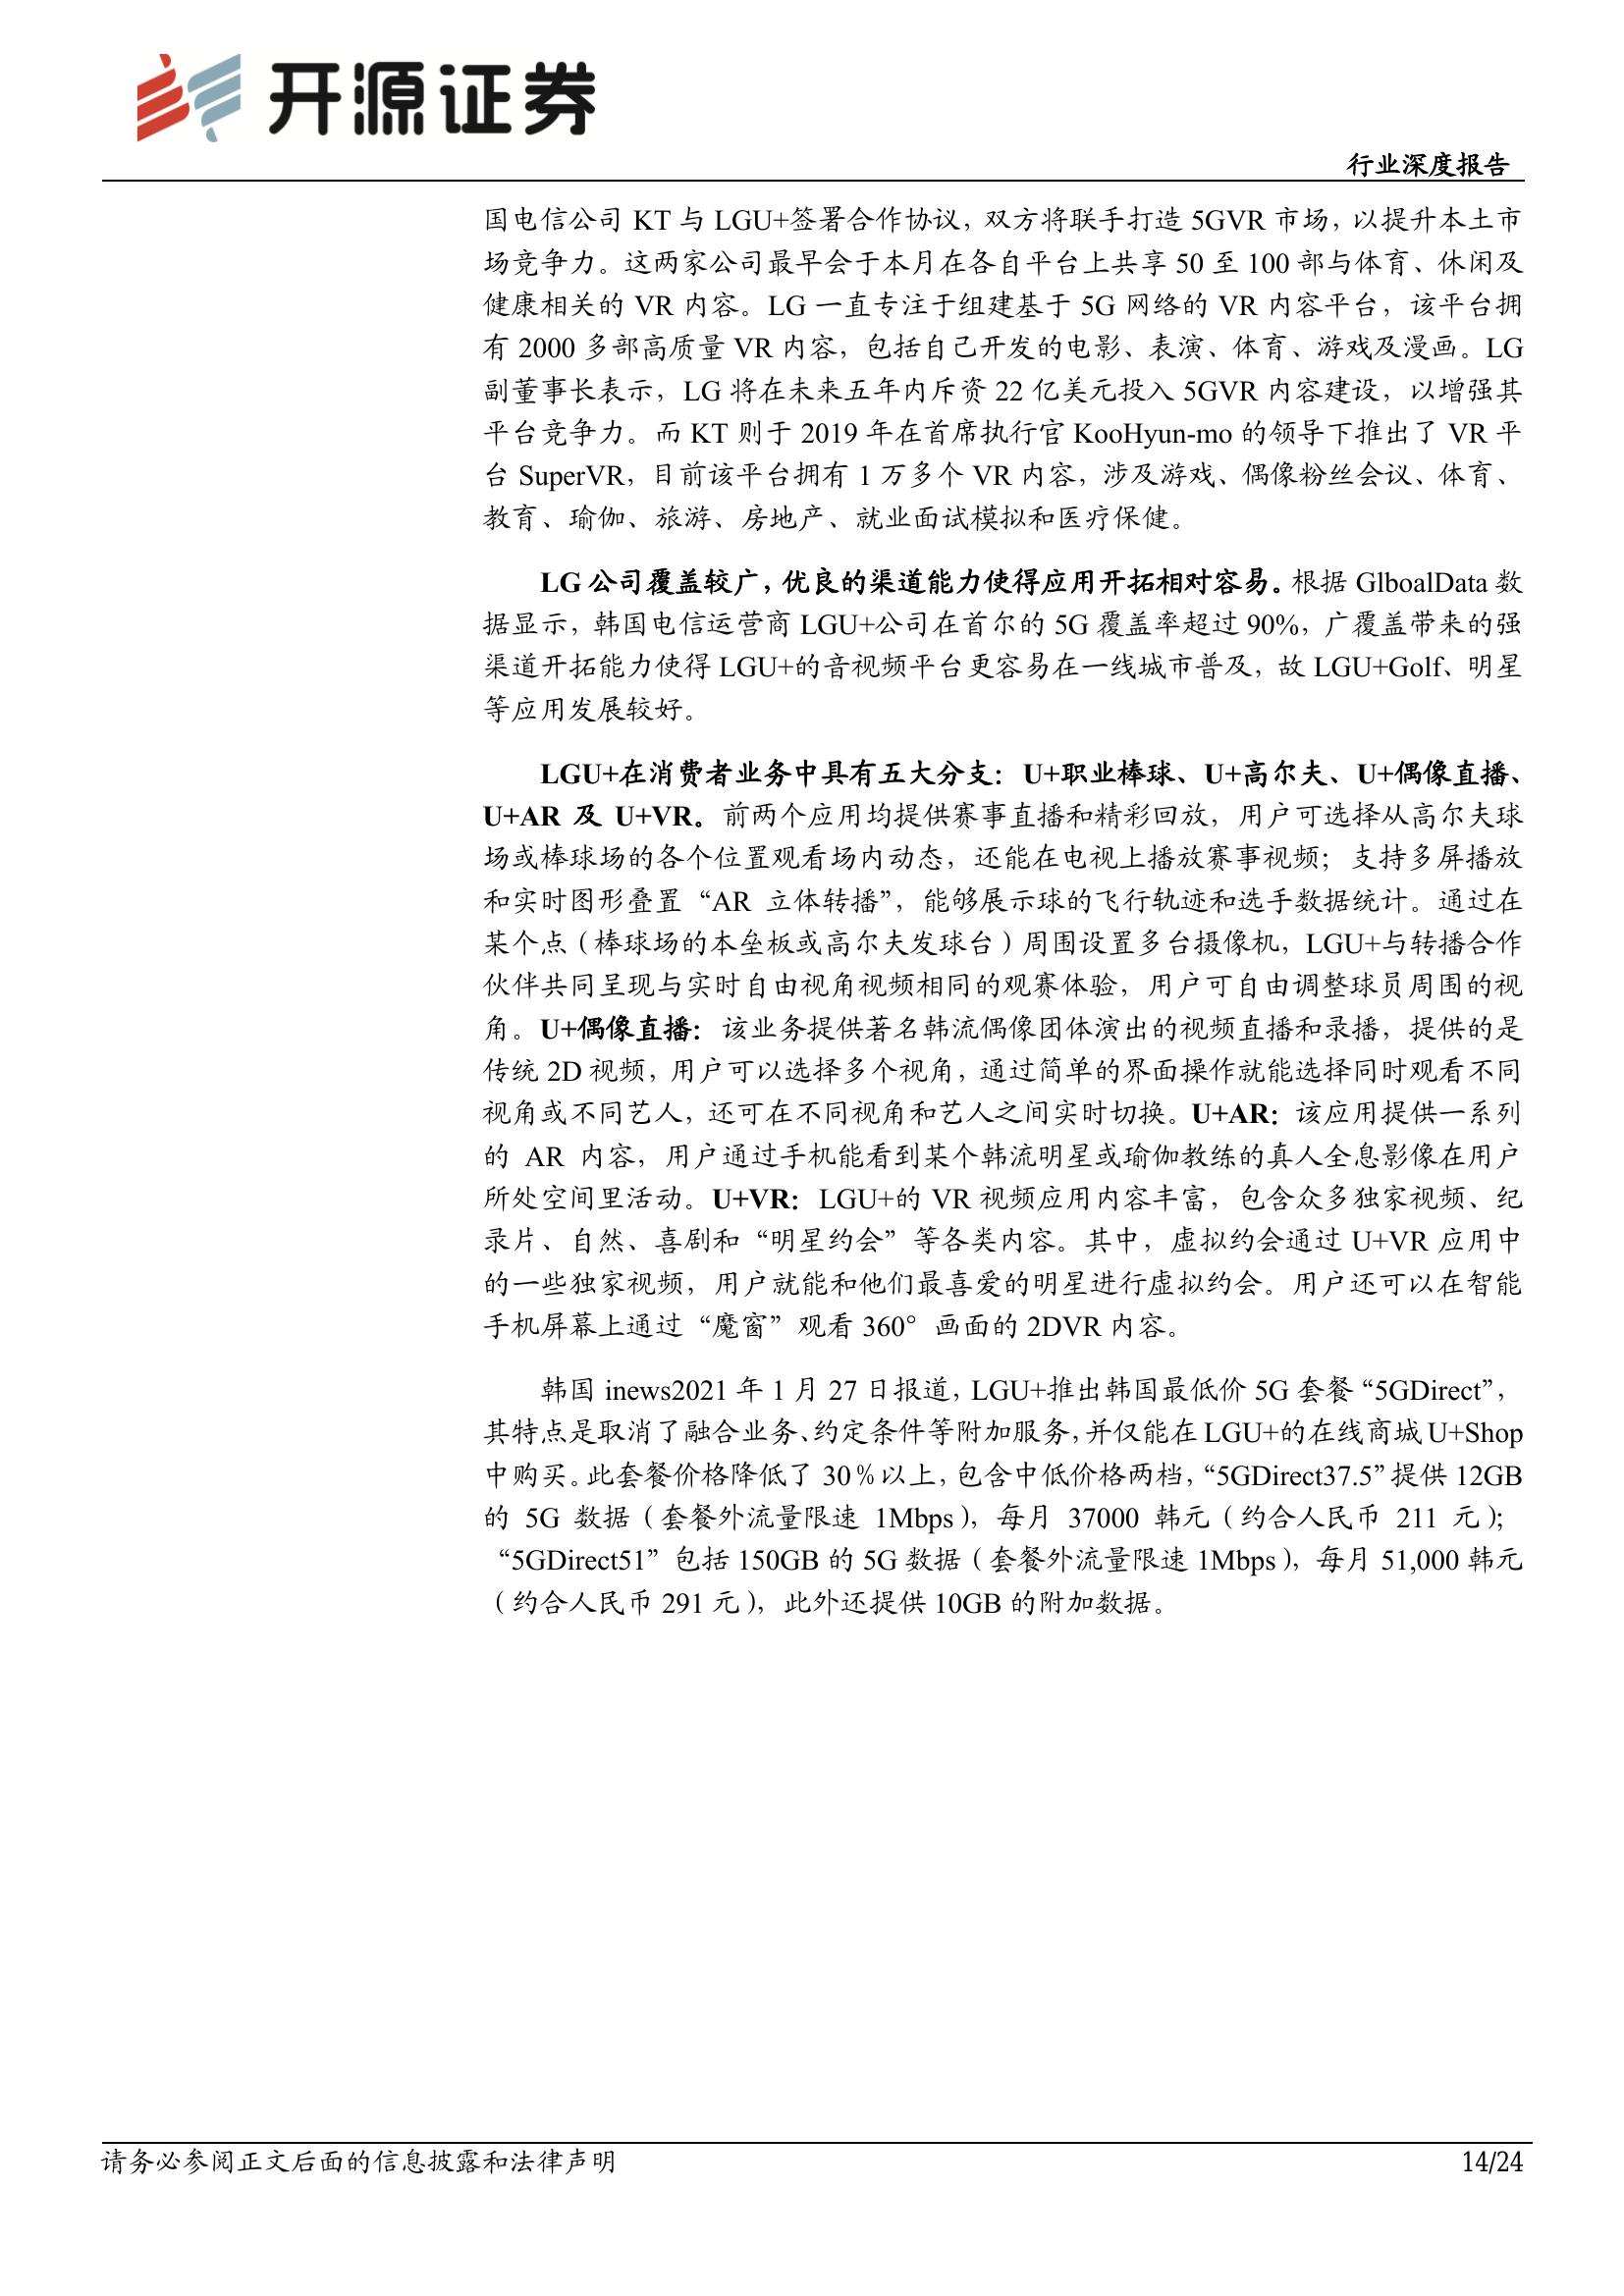 开源证券
行业深度报告
国电信公司 KT 与 LGU+签署合作协议，双方将联手打造 5GVR 市场，以提升本土市
场竞争力。这两家公司最早会于本月在各自平台上共享 50 至 100 部与体育、休闲及
健康相关的 VR 内容。LG 一直专注于组建基于 5G 网络的 VR 内容平台，该平台拥
有 2000 多部高质量 VR 内容，包括自己开发的电影、表演、体育、游戏及漫画。LG
副董事长表示，LG 将在未来五年内斥资 22 亿美元投入 5GVR 内容建设，以增强其
平台竞争力。而 KT 则于 2019 年在首席执行官 KooHyun-mo 的领导下推出了 VR 平
台 SuperVR，目前该平台拥有 1 万多个 VR 内容，涉及游戏、偶像粉丝会议、体育、
教育、瑜伽、旅游、房地产、就业面试模拟和医疗保健。
LG 公司覆盖较广，优良的渠道能力使得应用开拓相对容易。根据 GlboalData 数
据显示，韩国电信运营商 LGU+公司在首尔的 5G 覆盖率超过 90%，广覆盖带来的强
渠道开拓能力使得 LGU+的音视频平台更容易在一线城市普及，故 LGU+Golf、明星
等应用发展较好。
LGU+在消费者业务中具有五大分支：U+职业棒球、U+高尔夫、U+偶像直播、
U+AR 及 U+VR。前两个应用均提供赛事直播和精彩回放，用户可选择从高尔夫球
场或棒球场的各个位置观看场内动态，还能在电视上播放赛事视频；支持多屏播放
和实时图形叠置“AR 立体转播”，能够展示球的飞行轨迹和选手数据统计。通过在
某个点（棒球场的本垒板或高尔夫发球台）周围设置多台摄像机，LGU+与转播合作
伙伴共同呈现与实时自由视角视频相同的观赛体验，用户可自由调整球员周围的视
角。U+偶像直播：该业务提供著名韩流偶像团体演出的视频直播和录播，提供的是
传统 2D 视频，用户可以选择多个视角，通过简单的界面操作就能选择同时观看不同
视角或不同艺人，还可在不同视角和艺人之间实时切换。U+AR：该应用提供一系列
的 AR 内容，用户通过手机能看到某个韩流明星或瑜伽教练的真人全息影像在用户
所处空间里活动。U+VR：LGU+的 VR 视频应用内容丰富，包含众多独家视频、纪
录片、自然、喜剧和“明星约会”等各类内容。其中，虚拟约会通过 U+VR 应用中
的一些独家视频，用户就能和他们最喜爱的明星进行虚拟约会。用户还可以在智能
手机屏幕上通过“魔窗”观看 360°画面的 2DVR 内容。
韩国 inews2021 年 1 月 27 日报道，LGU+推出韩国最低价 5G 套餐“5GDirect”，
其特点是取消了融合业务、约定条件等附加服务，并仅能在 LGU+的在线商城 U+Shop
中购买。此套餐价格降低了 30％以上，包含中低价格两档，“5GDirect37.5”提供 12GB
的 5G 数据（套餐外流量限速 1Mbps），每月 37000 韩元（约合人民币 211 元）；
“5GDirect51”包括 150GB 的 5G 数据（套餐外流量限速 1Mbps），每月 51,000 韩元
（约合人民币 291 元），此外还提供 10GB 的附加数据。
请务必参阅正文后面的信息披露和法律声明
14/24